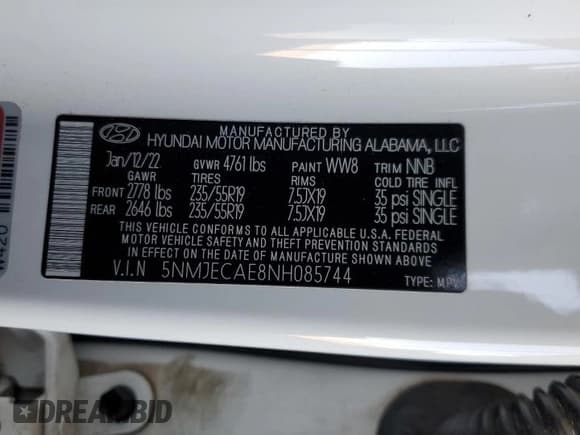 MANUFACTURED BY
HYUNDAI MOTOR MANUFACTURING ALABAMA, LLC
Jan/12/22 GVWR 4761 lbs PAINT WW8 TRIM NNB
GAWR TIRES RIMS COLD TIRE INFL
FRONT 2778 lbs 235/55R19 7.5JX19 35 psi SINGLE
REAR 2646 lbs 235/55R19 7.5JX19 35 psi SINGLE
THIS VEHICLE CONFORMS TO ALL APPLICABLE U.S.A. FEDERAL
MOTOR VEHICLE SAFETY AND THEFT PREVENTION STANDARDS
IN EFFECT ON THE DATE OF MANUFACTURE SHOWN ABOVE
V.I.N 5NMJECAE8NH085744
TYPE: MPV
W420
DREAMBID